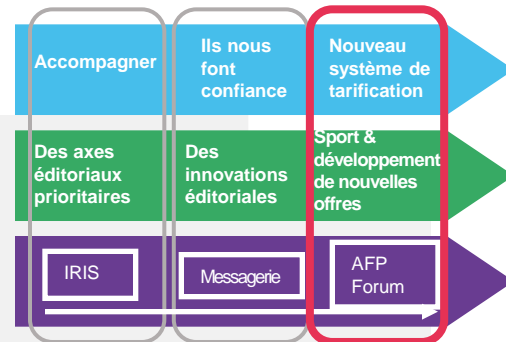 Accompagner
Ils nous
font
confiance
Nouveau
système de
tarification
Des axes
éditoriaux
prioritaires
Des
innovations
éditoriales
Sport &
développement
de nouvelles
offres
IRIS
Messagerie
AFP
Forum